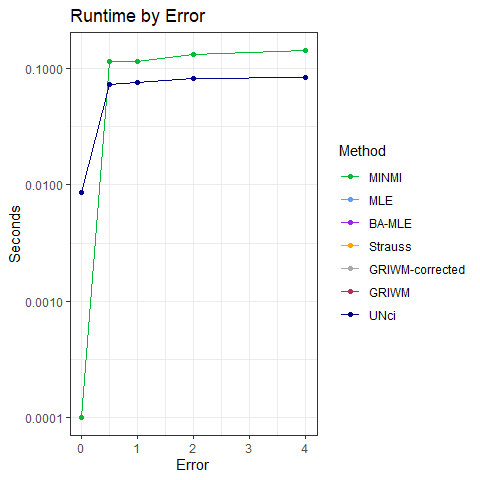 Runtime by Error
0.1000
0.0100
0.0010
0.0001
Seconds
0 1 2 3 4
Error
Method
MINMI
MLE
BA-MLE
Strauss
GRIWM-corrected
GRIWM
UNci